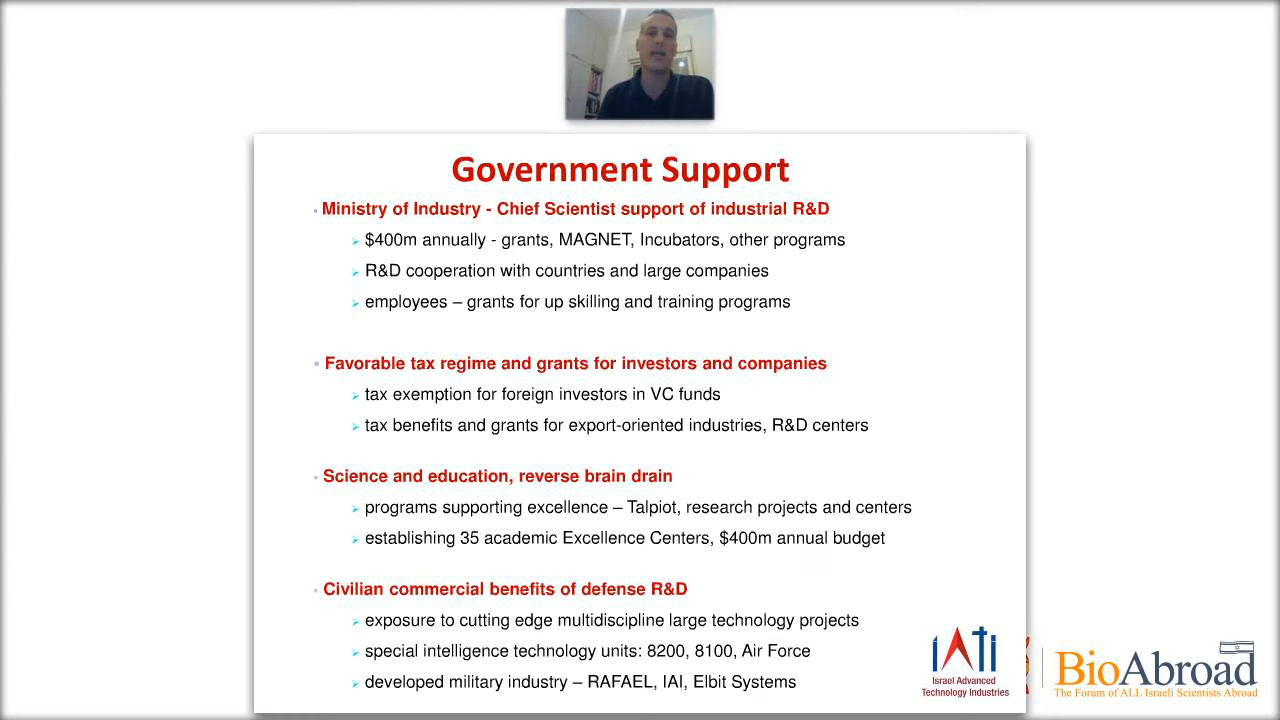 Government Support
Ministry of Industry - Chief Scientist support of industrial R&D
$400m annually - grants, MAGNET, Incubators, other programs
R&D cooperation with countries and large companies
employees – grants for up skilling and training programs
Favorable tax regime and grants for investors and companies
tax exemption for foreign investors in VC funds
tax benefits and grants for export-oriented industries, R&D centers
Science and education, reverse brain drain
programs supporting excellence – Talpiot, research projects and centers
establishing 35 academic Excellence Centers, $400m annual budget
Civilian commercial benefits of defense R&D
exposure to cutting edge multidiscipline large technology projects
special intelligence technology units: 8200, 8100, Air Force
developed military industry – RAFAEL, IAI, Elbit Systems
IATI
Israel Advanced
Technology Industries
BioAbroad
The Forum of ALL Israeli Scientists Abroad